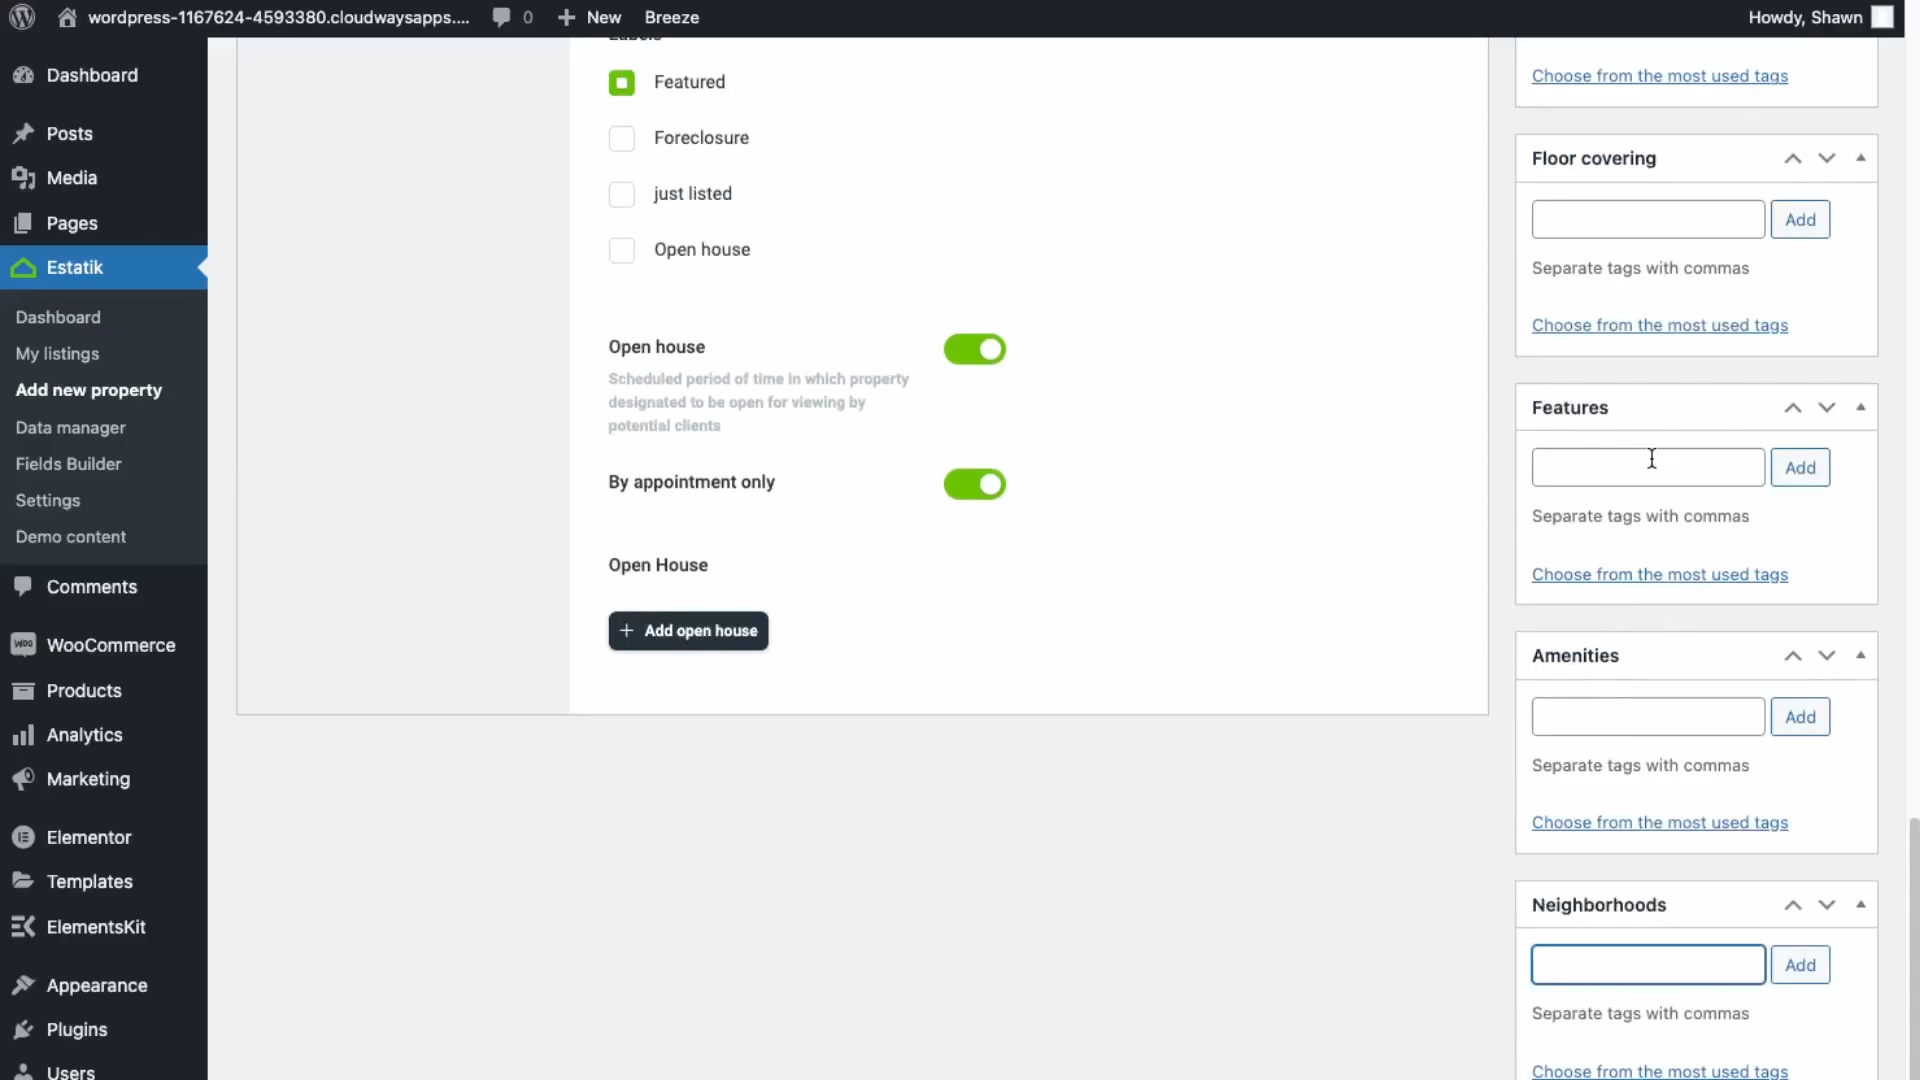 wordpress-1167624-4593380.cloudwaysapps....
0
New
Breeze
Howdy, Shawn
Dashboard
Posts
Media
Pages
Estatik
Dashboard
My listings
Add new property
Data manager
Fields Builder
Settings
Demo content
Comments
WooCommerce
Products
Analytics
Marketing
Elementor
Templates
ElementsKit
Appearance
Plugins
Users
Labels
Featured
Foreclosure
just listed
Open house
Open house
Scheduled period of time in which property
designated to be open for viewing by
potential clients
By appointment only
Open House
+ Add open house
Choose from the most used tags
Floor covering
Add
Separate tags with commas
Choose from the most used tags
Features
Add
Separate tags with commas
Choose from the most used tags
Amenities
Add
Separate tags with commas
Choose from the most used tags
Neighborhoods
Add
Separate tags with commas
Choose from the most used tags